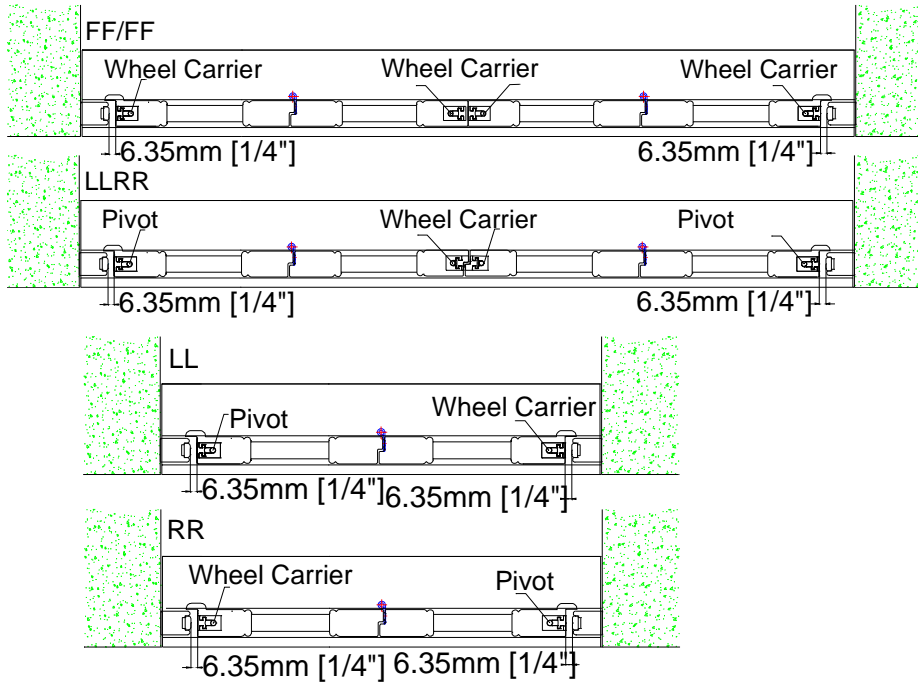 FF/FF
Wheel Carrier Wheel Carrier Wheel Carrier
6.35mm [1/4"] 6.35mm [1/4"]
LLRR
Pivot Wheel Carrier Pivot
6.35mm [1/4"] 6.35mm [1/4"]
LL
Pivot Wheel Carrier
6.35mm [1/4"] 6.35mm [1/4"]
RR
Wheel Carrier Pivot
6.35mm [1/4"] 6.35mm [1/4"]